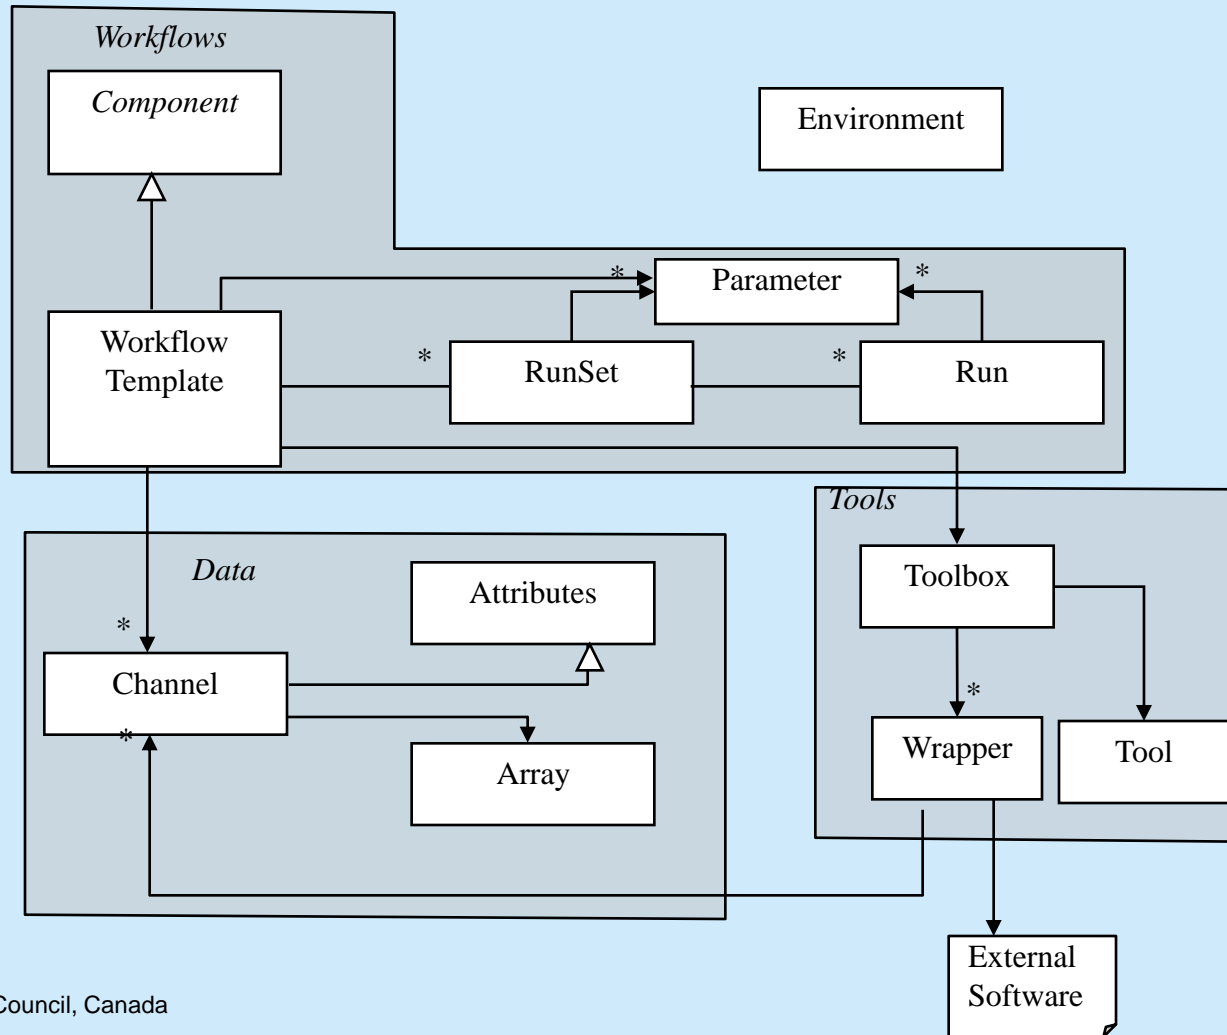 Workflows
Component
Environment
*
Parameter
*
Workflow
Template
*
RunSet
*
Run
Tools
Data
Attributes
Toolbox
*
Channel
*
*
Wrapper
Tool
Array
External
Software
Council, Canada